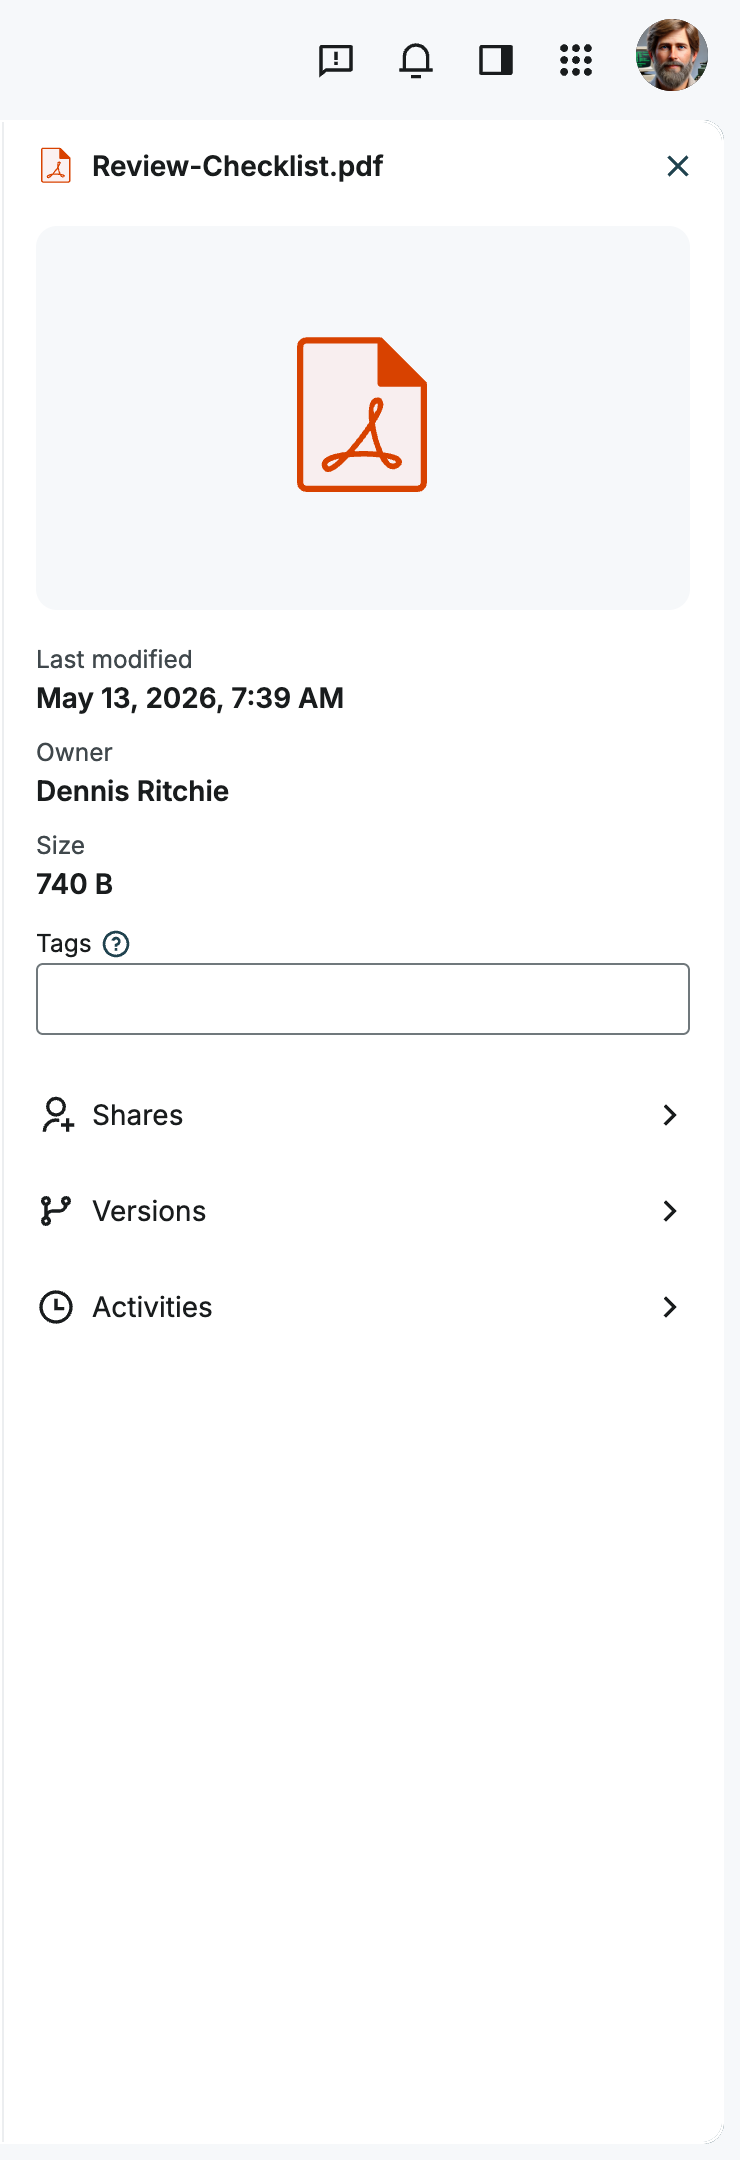 Review-Checklist.pdf
Last modified
May 13, 2026, 7:39 AM
Owner
Dennis Ritchie
Size
740 B
Tags
Shares
Versions
Activities